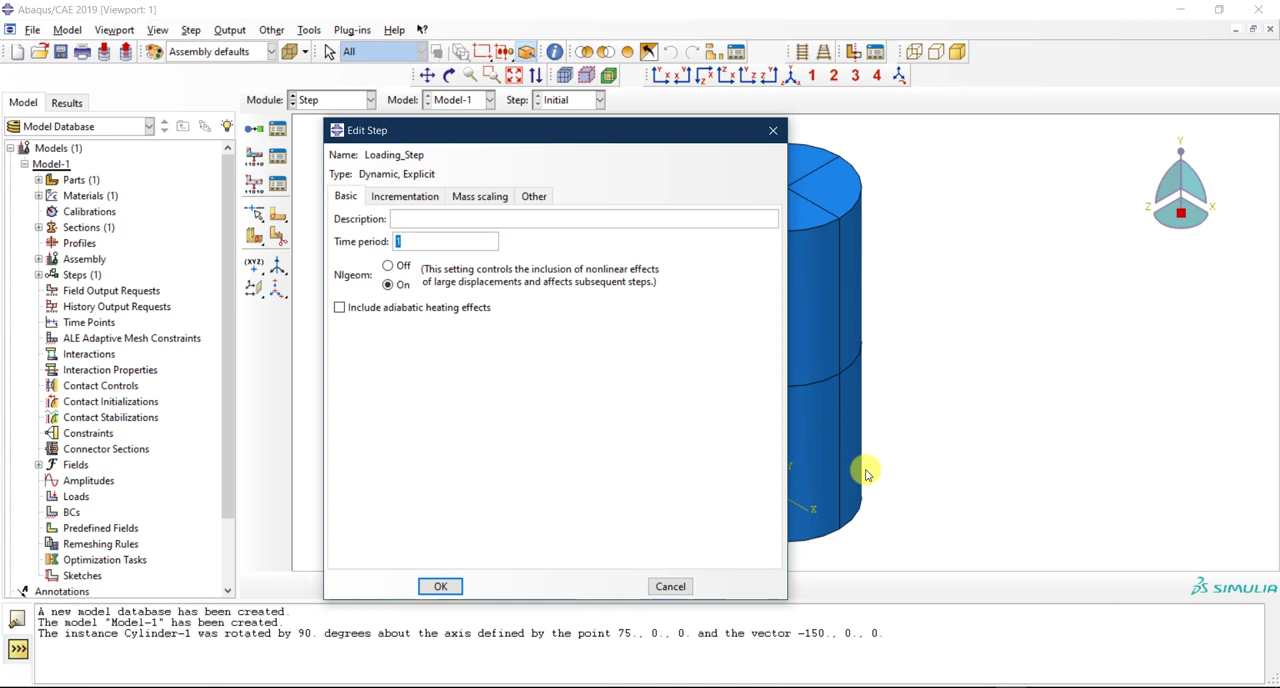 Abaqus/CAE 2019 [Viewport: 1]
File Model Viewport View Step Output Other Tools Plug-ins Help
Assembly defaults All
1 2 3 4
Model Results Module: Step Model: Model-1 Step: Initial
Model Database
Models (1)
Model-1
Parts (1)
Materials (1)
Calibrations
Sections (1)
Profiles
Assembly
Steps (1)
Field Output Requests
History Output Requests
Time Points
ALE Adaptive Mesh Constraints
Interactions
Interaction Properties
Contact Controls
Contact Initializations
Contact Stabilizations
Constraints
Connector Sections
Fields
Amplitudes
Loads
BCs
Predefined Fields
Remeshing Rules
Optimization Tasks
Sketches
Annotations
(XYZ)
Edit Step
Name: Loading_Step
Type: Dynamic, Explicit
Basic Incrementation Mass scaling Other
Description:
Time period: 1
Nlgeom:
Off
On
(This setting controls the inclusion of nonlinear effects
of large displacements and affects subsequent steps.)
Include adiabatic heating effects
OK Cancel
Y
Z X
Y
X
SIMULIA
A new model database has been created.
The model "Model-1" has been created.
The instance Cylinder-1 was rotated by 90. degrees about the axis defined by the point 75., 0., 0. and the vector -150., 0., 0.
>>>